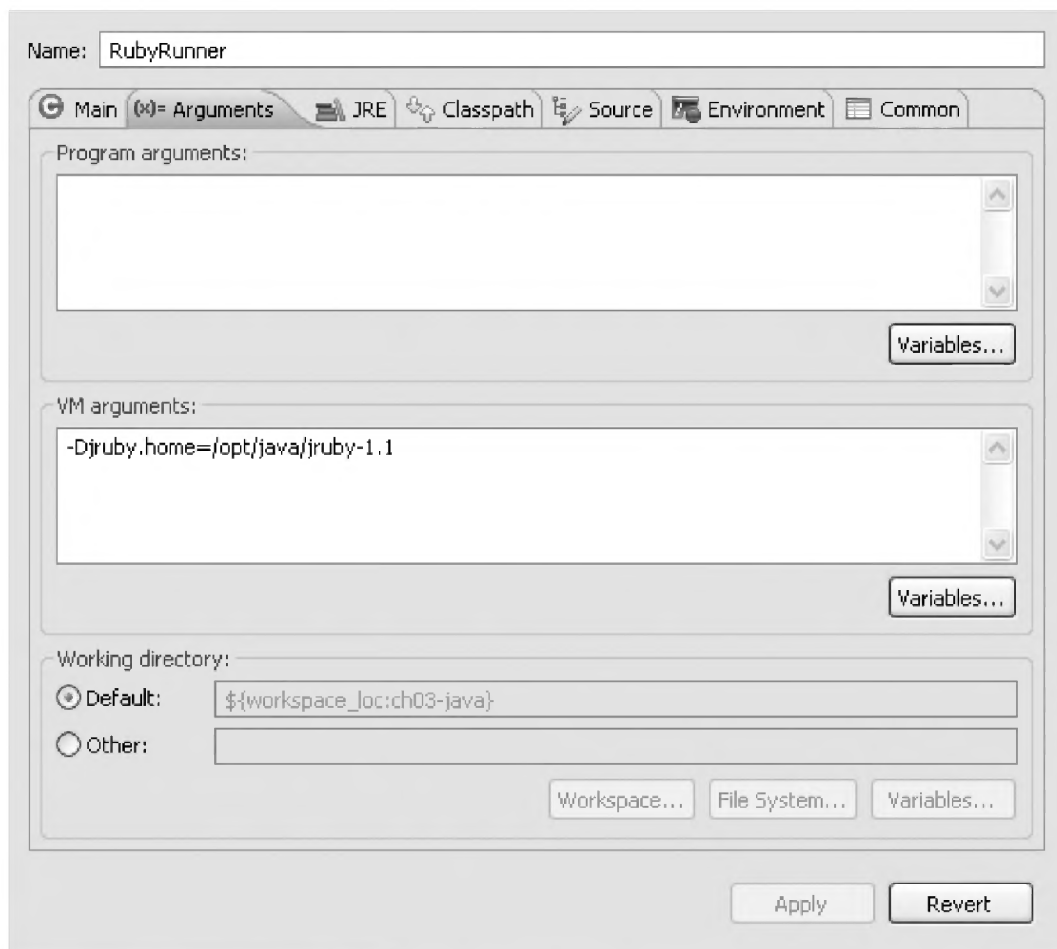 Name: RubyRunner
Main (x)= Arguments JRE Classpath Source Environment Common
Program arguments:
Variables...
VM arguments:
-Djruby.home=/opt/java/jruby-1.1
Variables...
Working directory:
Default: ${workspace_loc:ch03-java}
Other:
Workspace... File System... Variables...
Apply Revert